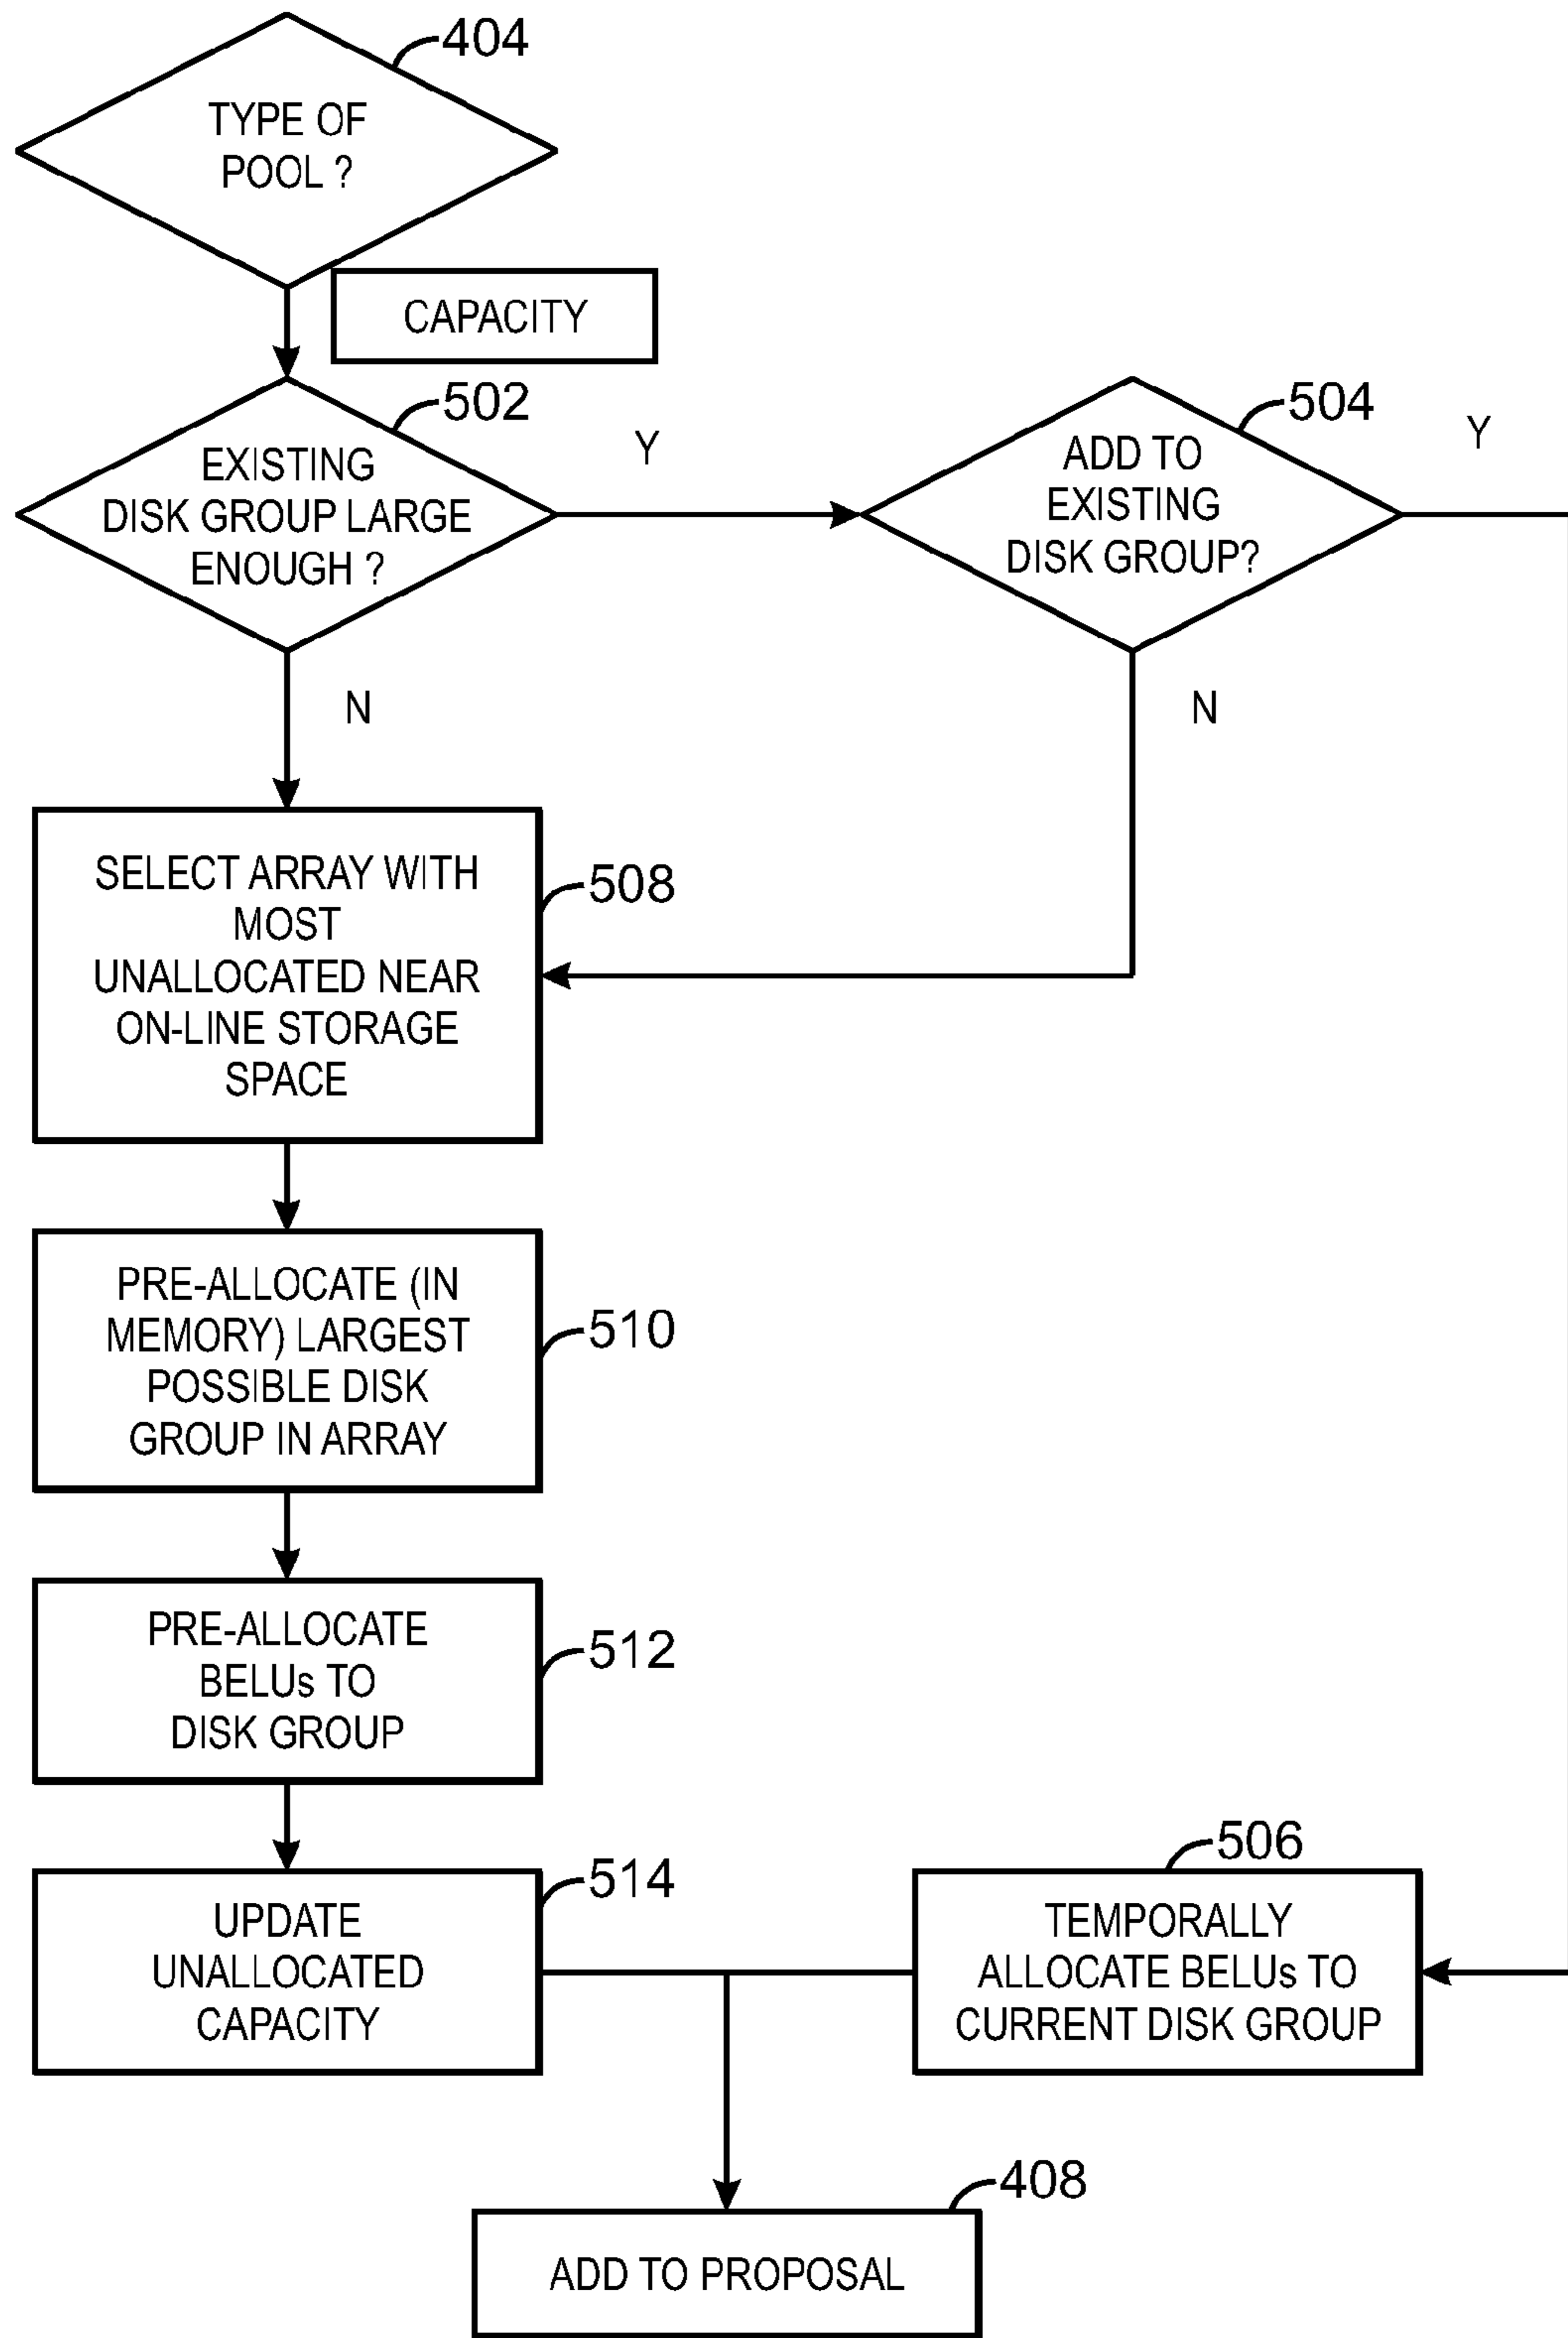 404
TYPE OF
POOL ?
CAPACITY
502
EXISTING
DISK GROUP LARGE
ENOUGH ?
Y
504
ADD TO
EXISTING
DISK GROUP?
Y
N
N
SELECT ARRAY WITH
MOST
UNALLOCATED NEAR
ON-LINE STORAGE
SPACE
508
PRE-ALLOCATE (IN
MEMORY) LARGEST
POSSIBLE DISK
GROUP IN ARRAY
510
PRE-ALLOCATE
BELUs TO
DISK GROUP
512
UPDATE
UNALLOCATED
CAPACITY
514
506
TEMPORALLY
ALLOCATE BELUs TO
CURRENT DISK GROUP
408
ADD TO PROPOSAL